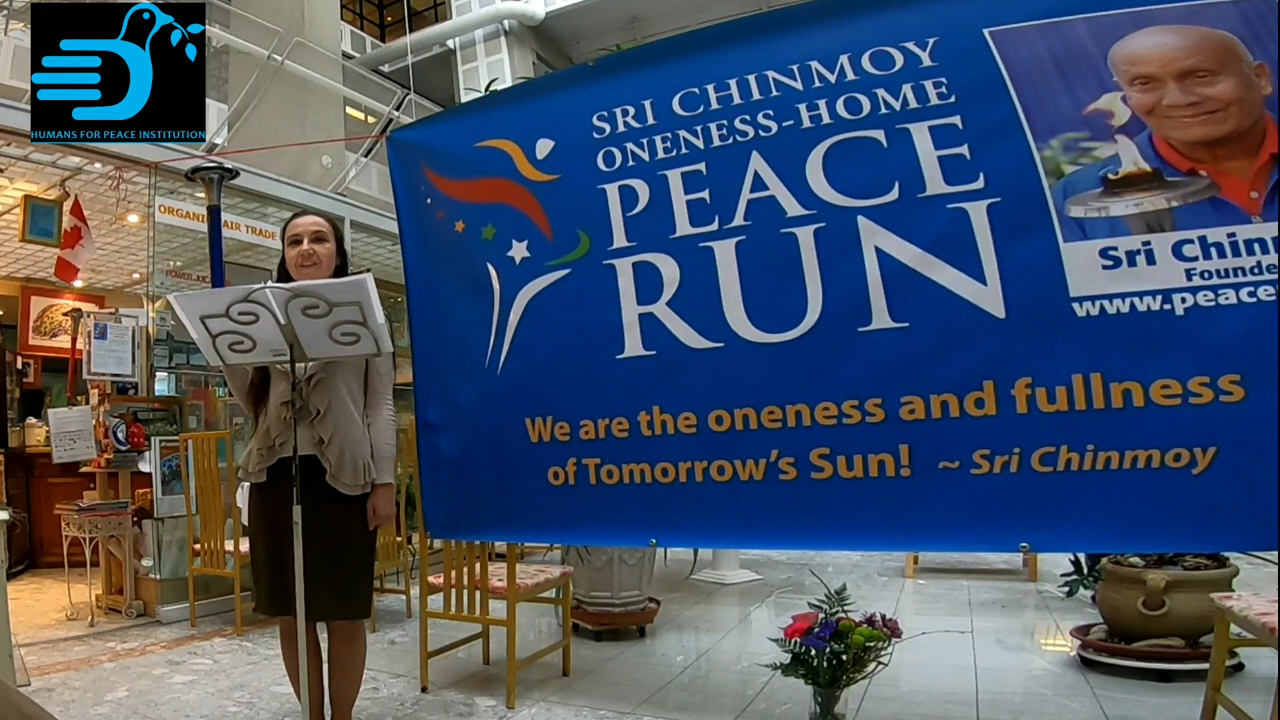 HUMANS FOR PEACE INSTITUTION
ORGANIC FAIR TRADE
SRI CHINMOY
ONENESS-HOME
PEACE
RUN
We are the oneness and fullness
of Tomorrow's Sun! ~ Sri Chinmoy
Sri Chin
Founde
www.peace